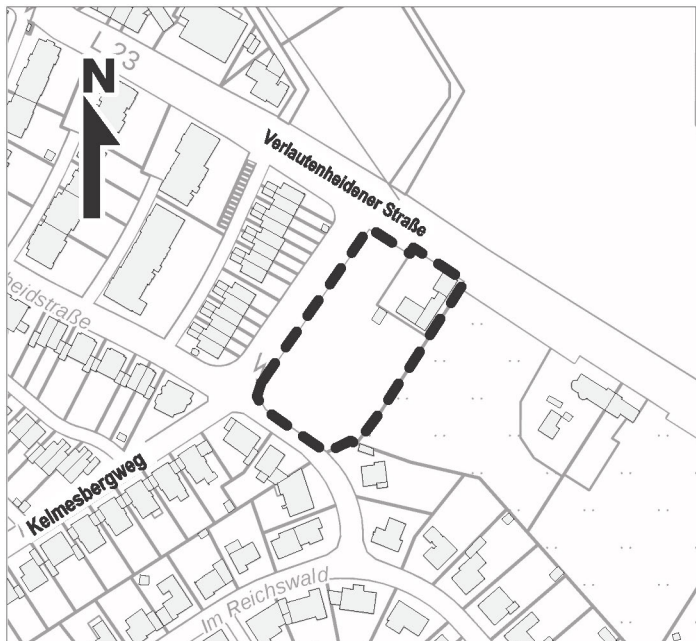 L 23
N
Verlautenheidener Straße
heidstraße
W
Kelmesbergweg
Im Reichswald